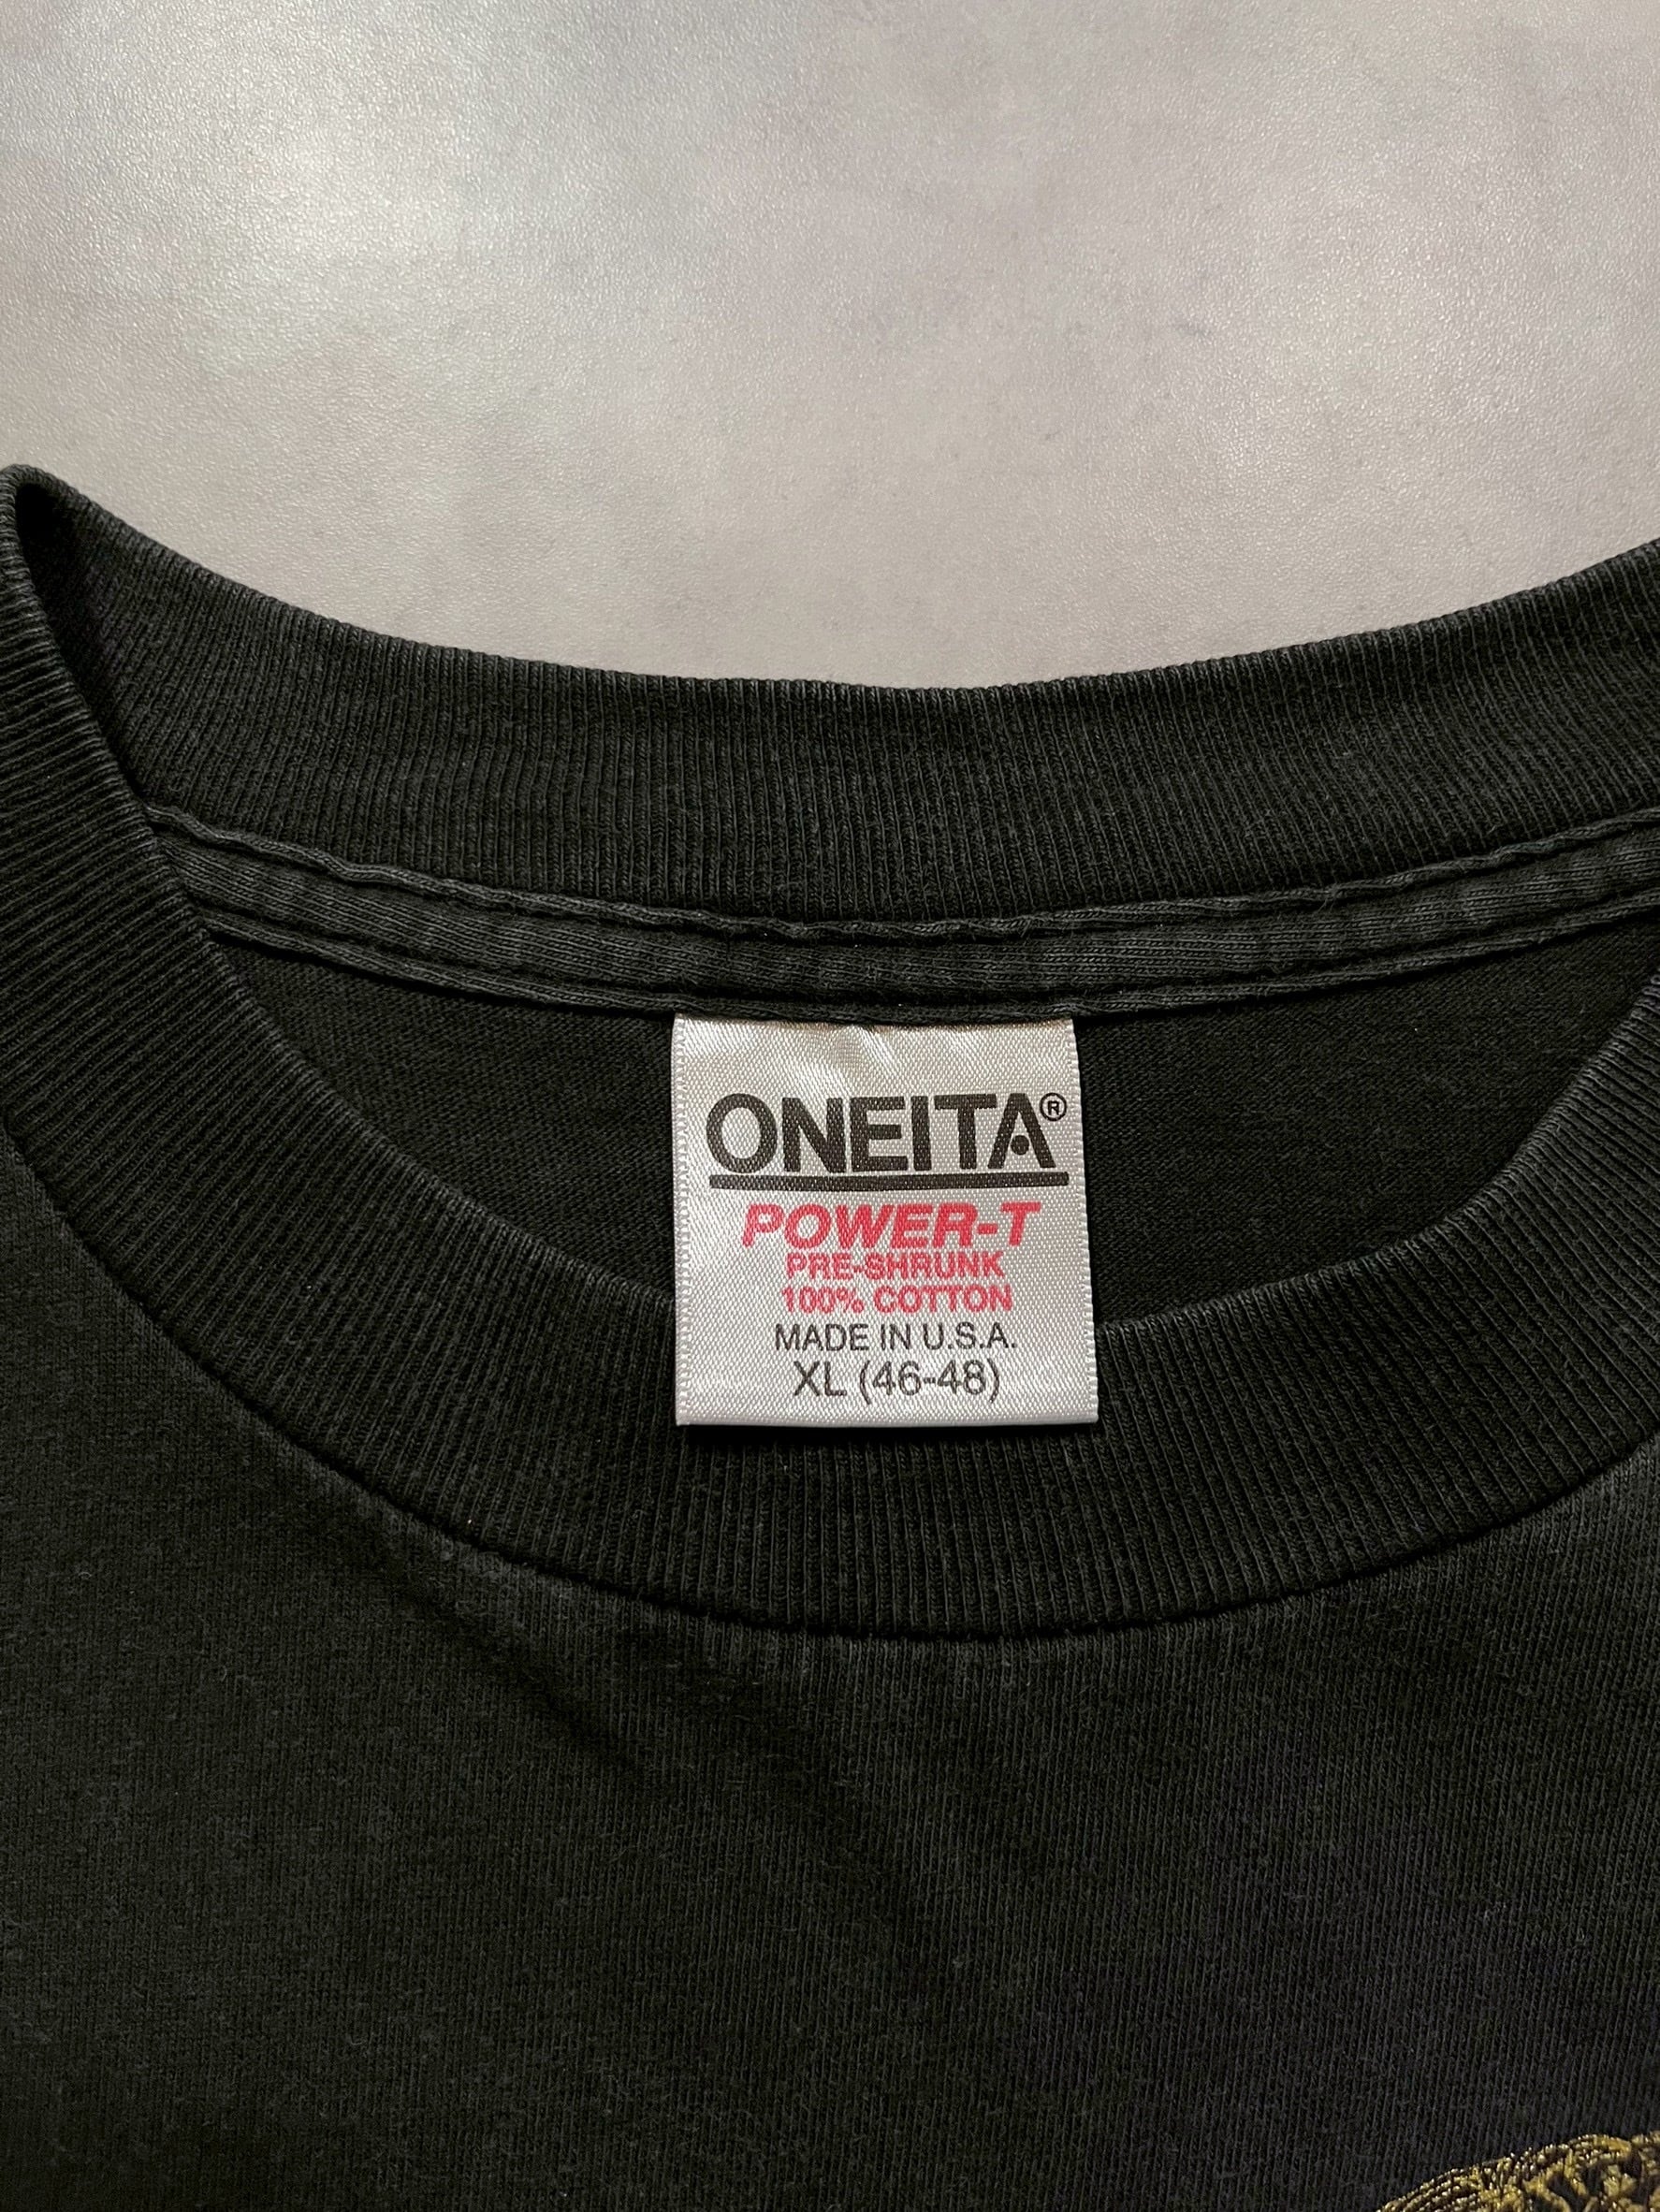 ONEITA®
POWER-T
PRE-SHRUNK
100% COTTON
MADE IN U.S.A.
XL (46-48)